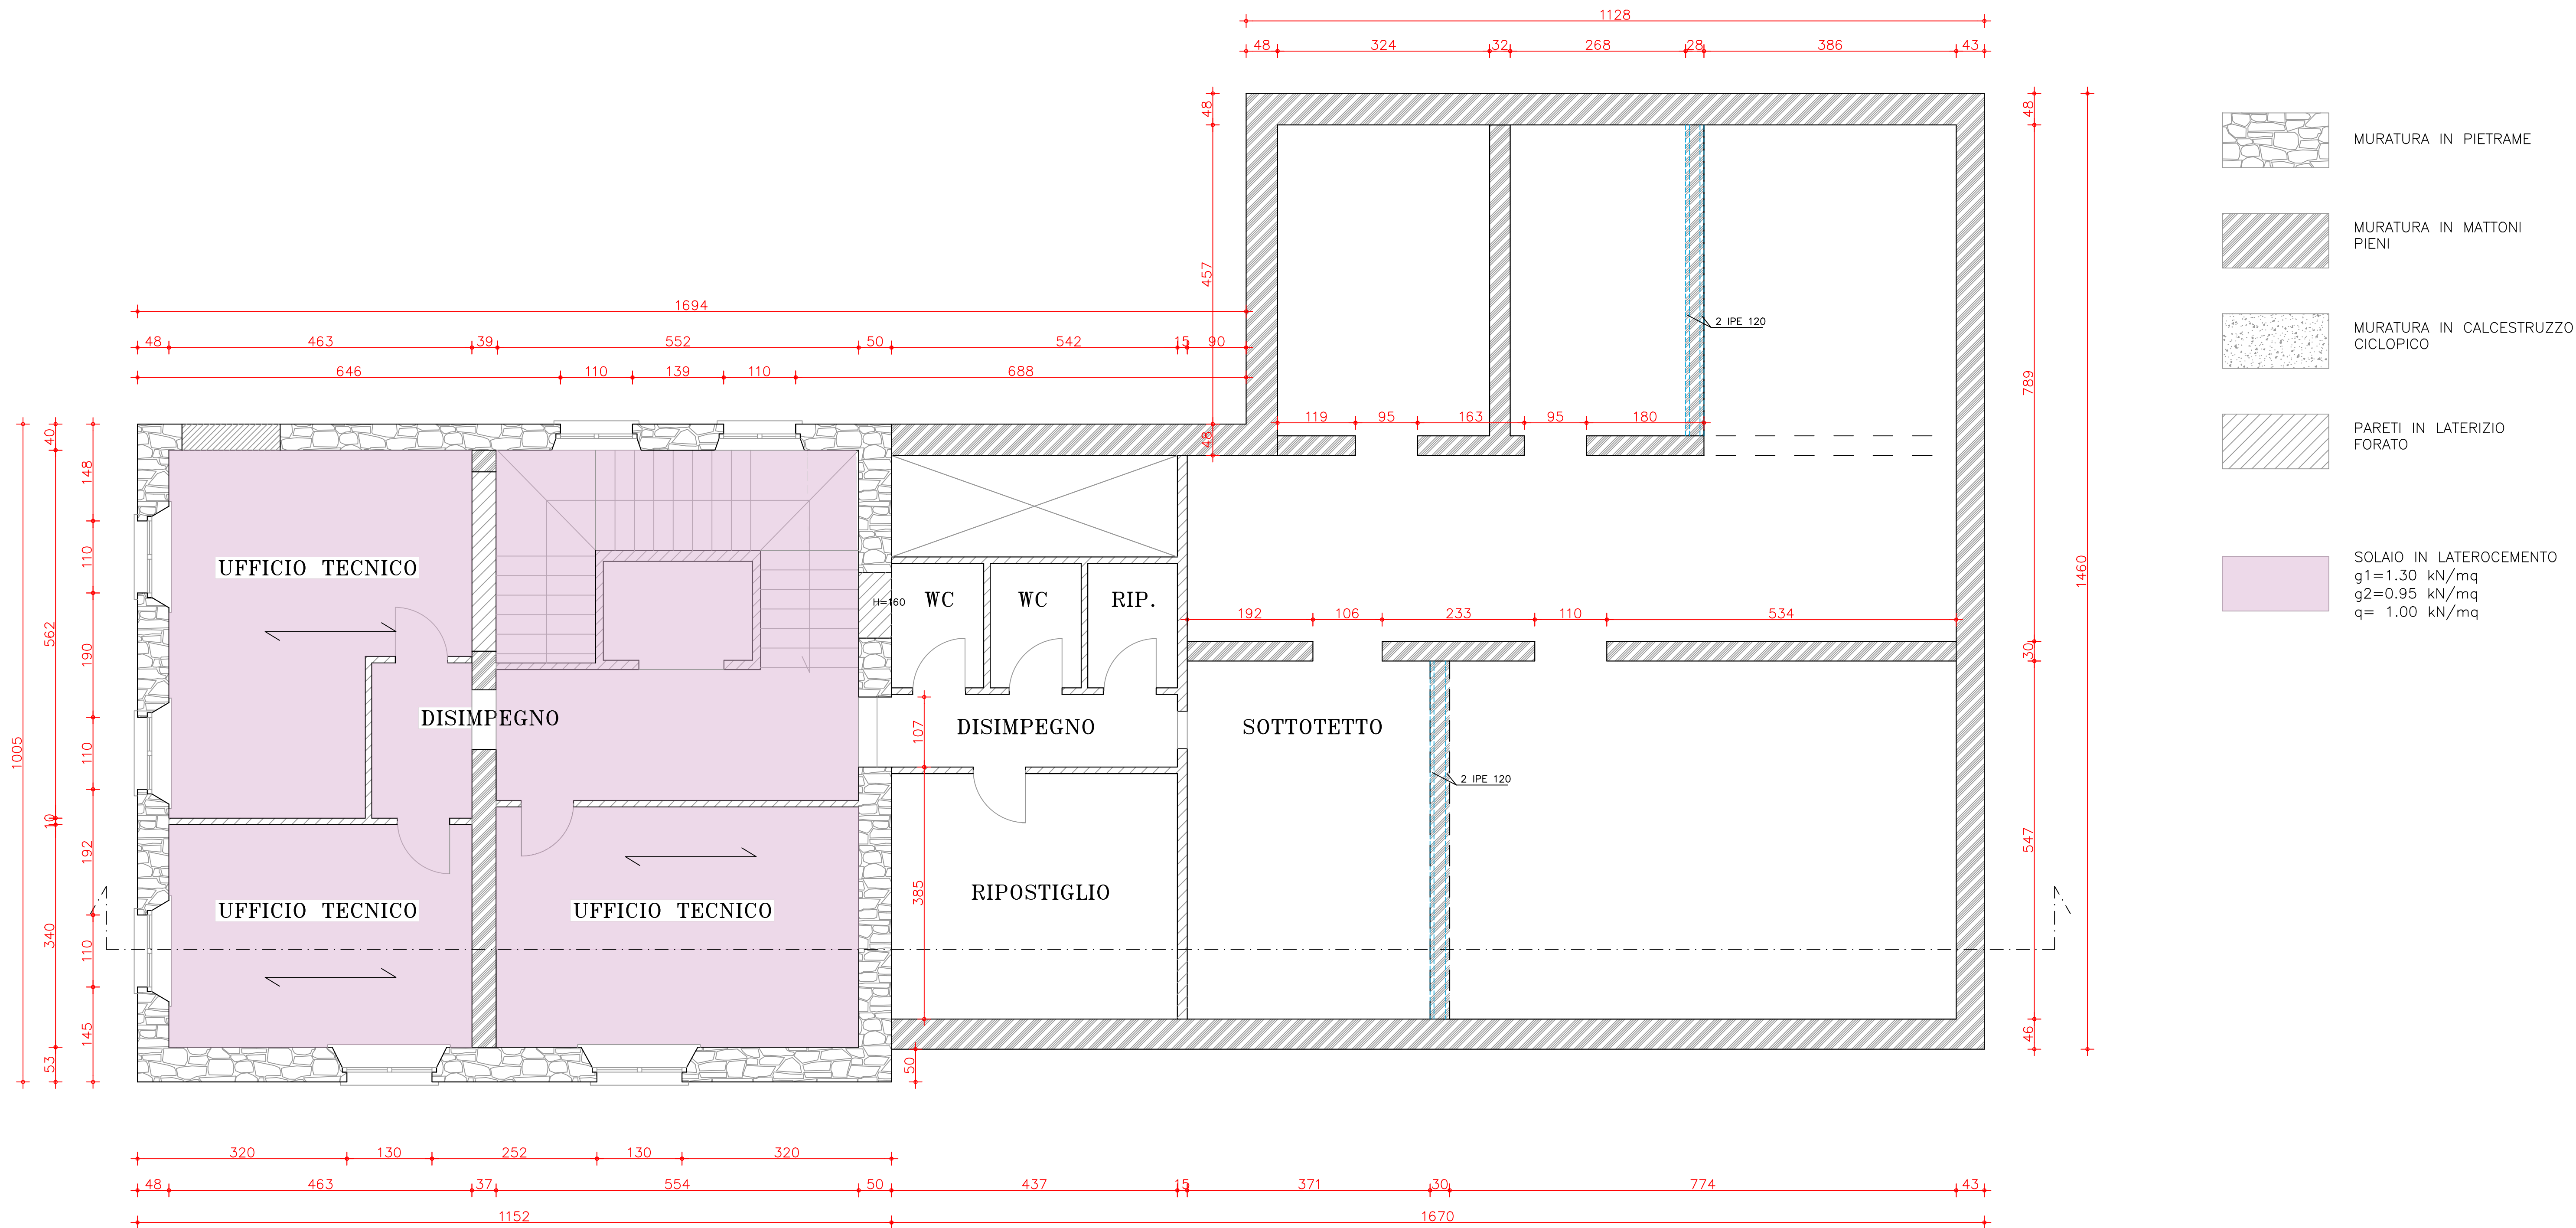 1128
48 324 32 268 28 386 43
1694
48 463 39 552 50 542 15 90
646 110 139 110 688
48
457
48
48
789
30
547
46
1460
2 IPE 120
119 95 163 95 180
192 106 233 110 534
1005
40
562
10
340
53
148
110
190
110
192
110
145
UFFICIO TECNICO
DISIMPEGNO
UFFICIO TECNICO
UFFICIO TECNICO
H=160
WC
WC
RIP.
DISIMPEGNO
107
385
50
RIPOSTIGLIO
SOTTOTETTO
2 IPE 120
320 130 252 130 320
48 463 37 554 50 437 15 371 30 774 43
1152 1670
MURATURA IN PIETRAME
MURATURA IN MATTONI
PIENI
MURATURA IN CALCESTRUZZO
CICLOPICO
PARETI IN LATERIZIO
FORATO
SOLAIO IN LATEROCEMENTO
g1=1.30 kN/mq
g2=0.95 kN/mq
q= 1.00 kN/mq